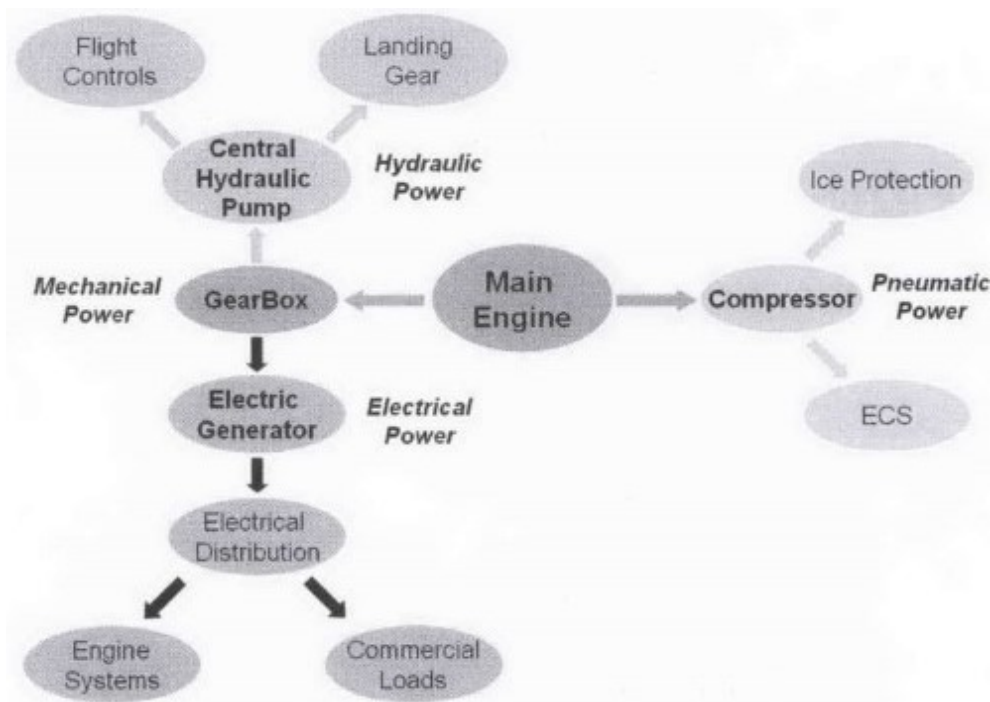 Flight
Controls
Landing
Gear
Central
Hydraulic
Pump
Hydraulic
Power
Ice Protection
Mechanical
Power
GearBox
Main
Engine
Compressor
Pneumatic
Power
Electric
Generator
Electrical
Power
ECS
Electrical
Distribution
Engine
Systems
Commercial
Loads